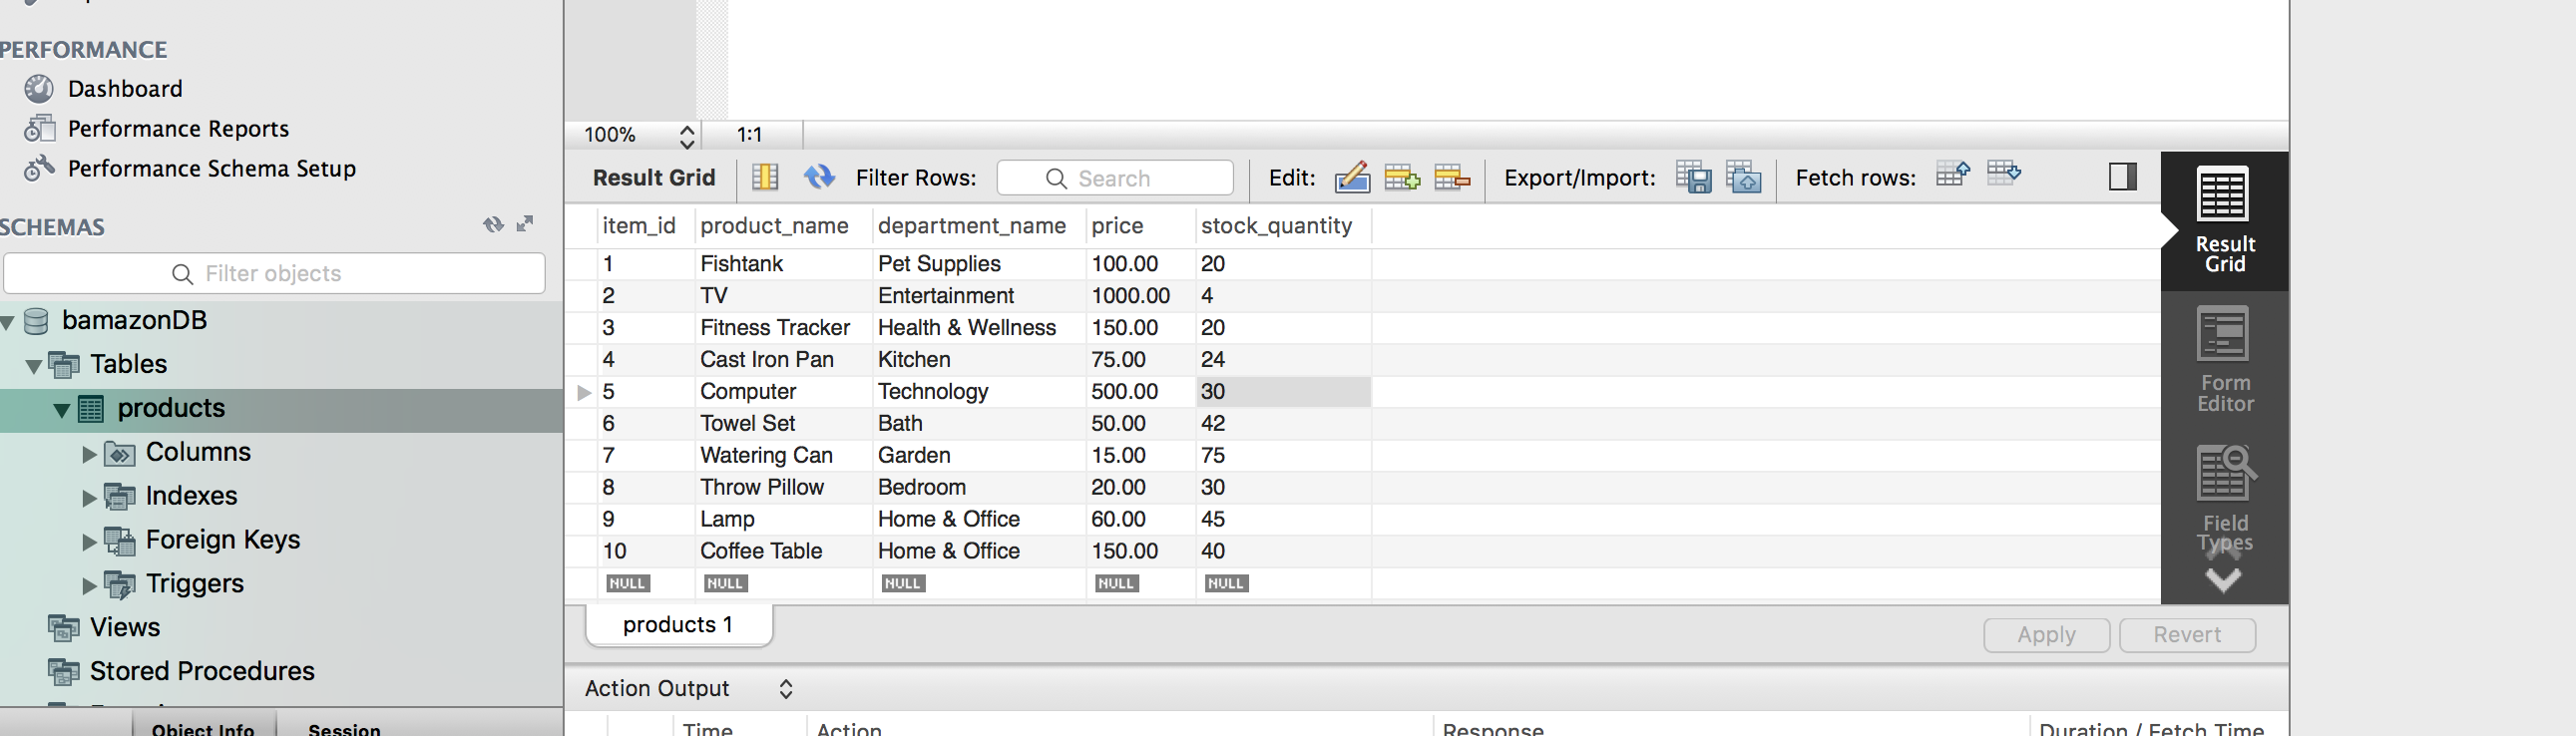 PERFORMANCE
Dashboard
Performance Reports
Performance Schema Setup
SCHEMAS
Filter objects
bamazonDB
Tables
products
Columns
Indexes
Foreign Keys
Triggers
Views
Stored Procedures
Object Info Session
100% 1:1
Result Grid Filter Rows: Search Edit: Export/Import: Fetch rows:
item_id product_name department_name price stock_quantity
1 Fishtank Pet Supplies 100.00 20
2 TV Entertainment 1000.00 4
3 Fitness Tracker Health & Wellness 150.00 20
4 Cast Iron Pan Kitchen 75.00 24
5 Computer Technology 500.00 30
6 Towel Set Bath 50.00 42
7 Watering Can Garden 15.00 75
8 Throw Pillow Bedroom 20.00 30
9 Lamp Home & Office 60.00 45
10 Coffee Table Home & Office 150.00 40
NULL NULL NULL NULL NULL
products 1
Apply Revert
Action Output
Time Action Response Duration / Fetch Time
Result
Grid
Form
Editor
Field
Types